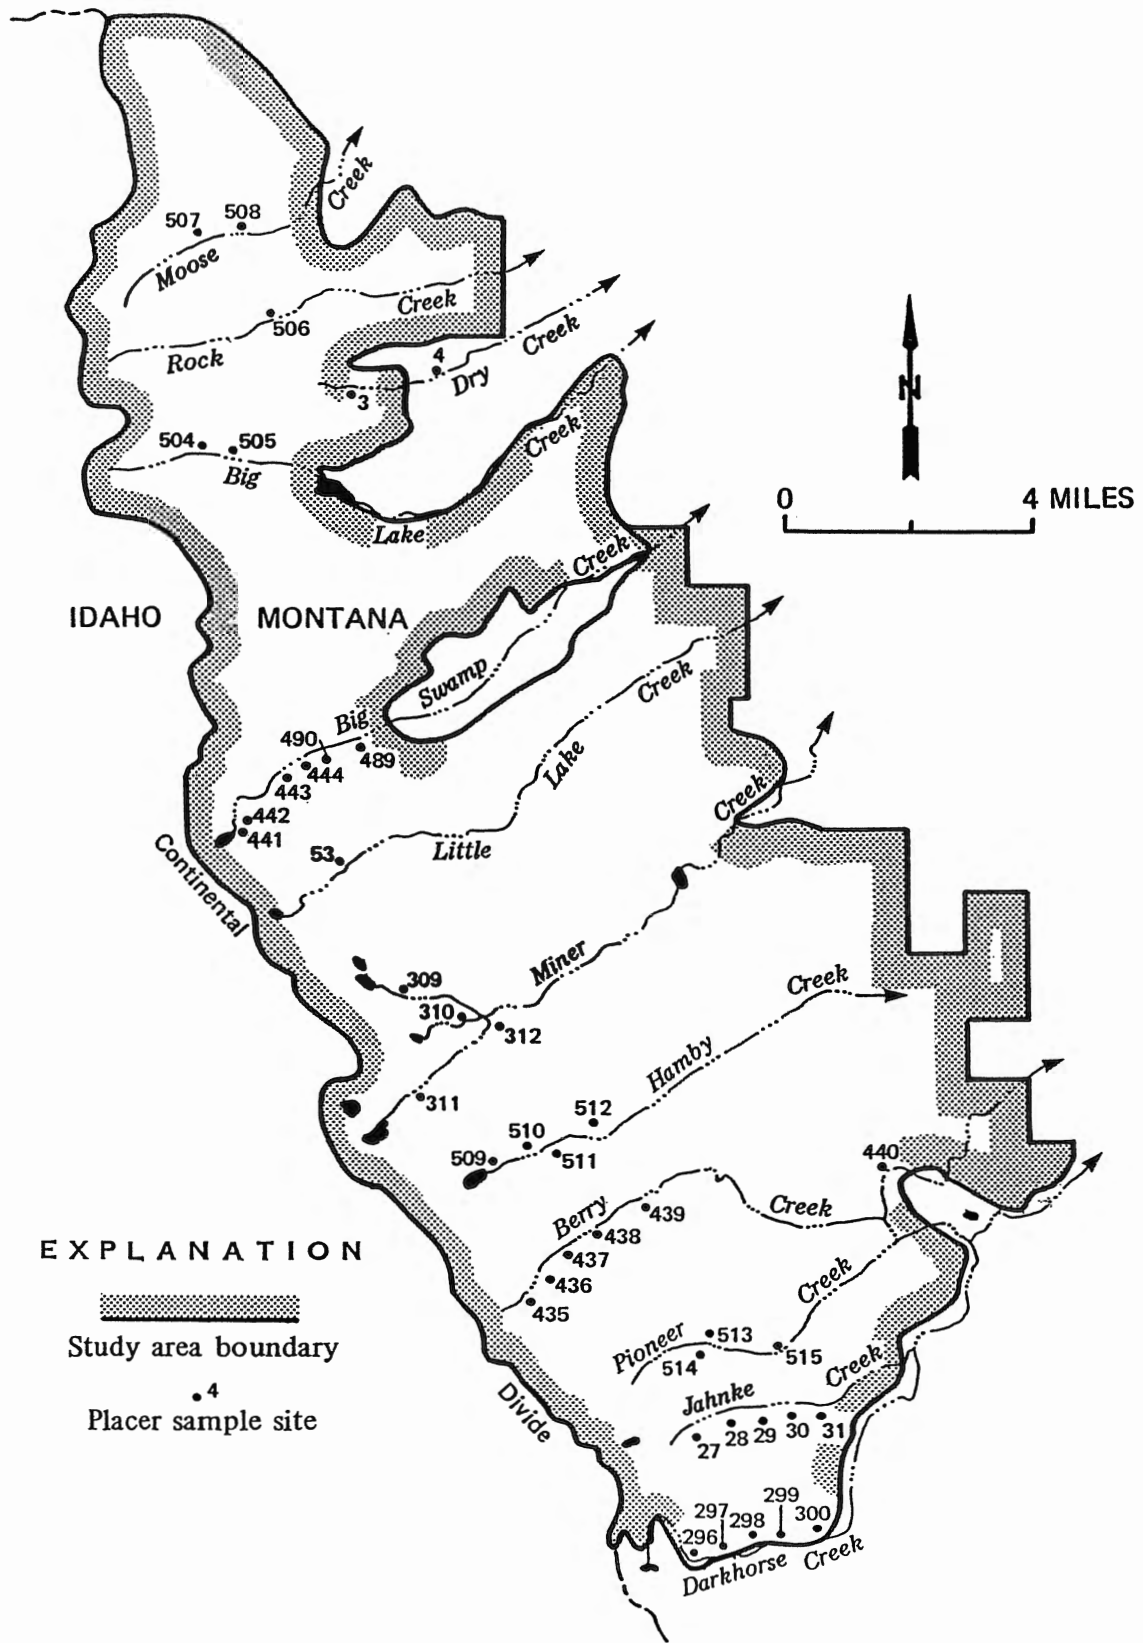 Creek
507
508
Moose
Creek
506
Rock
Creek
4
Dry
3
504
505
Big
Creek
Lake
N
0
4 MILES
Creek
IDAHO
MONTANA
Swamp
Creek
Big
490
489
444
443
Lake
442
441
Creek
Continental
53
Little
Miner
309
Creek
310
312
Hamby
311
512
510
509
511
440
Berry
439
Creek
438
EXPLANATION
437
436
Creek
435
Study area boundary
Pioneer
513
514
515
Creek
4
Placer sample site
Divide
Jahnke
27
28
29
30
31
299
297
300
298
296
Darkhorse
Creek